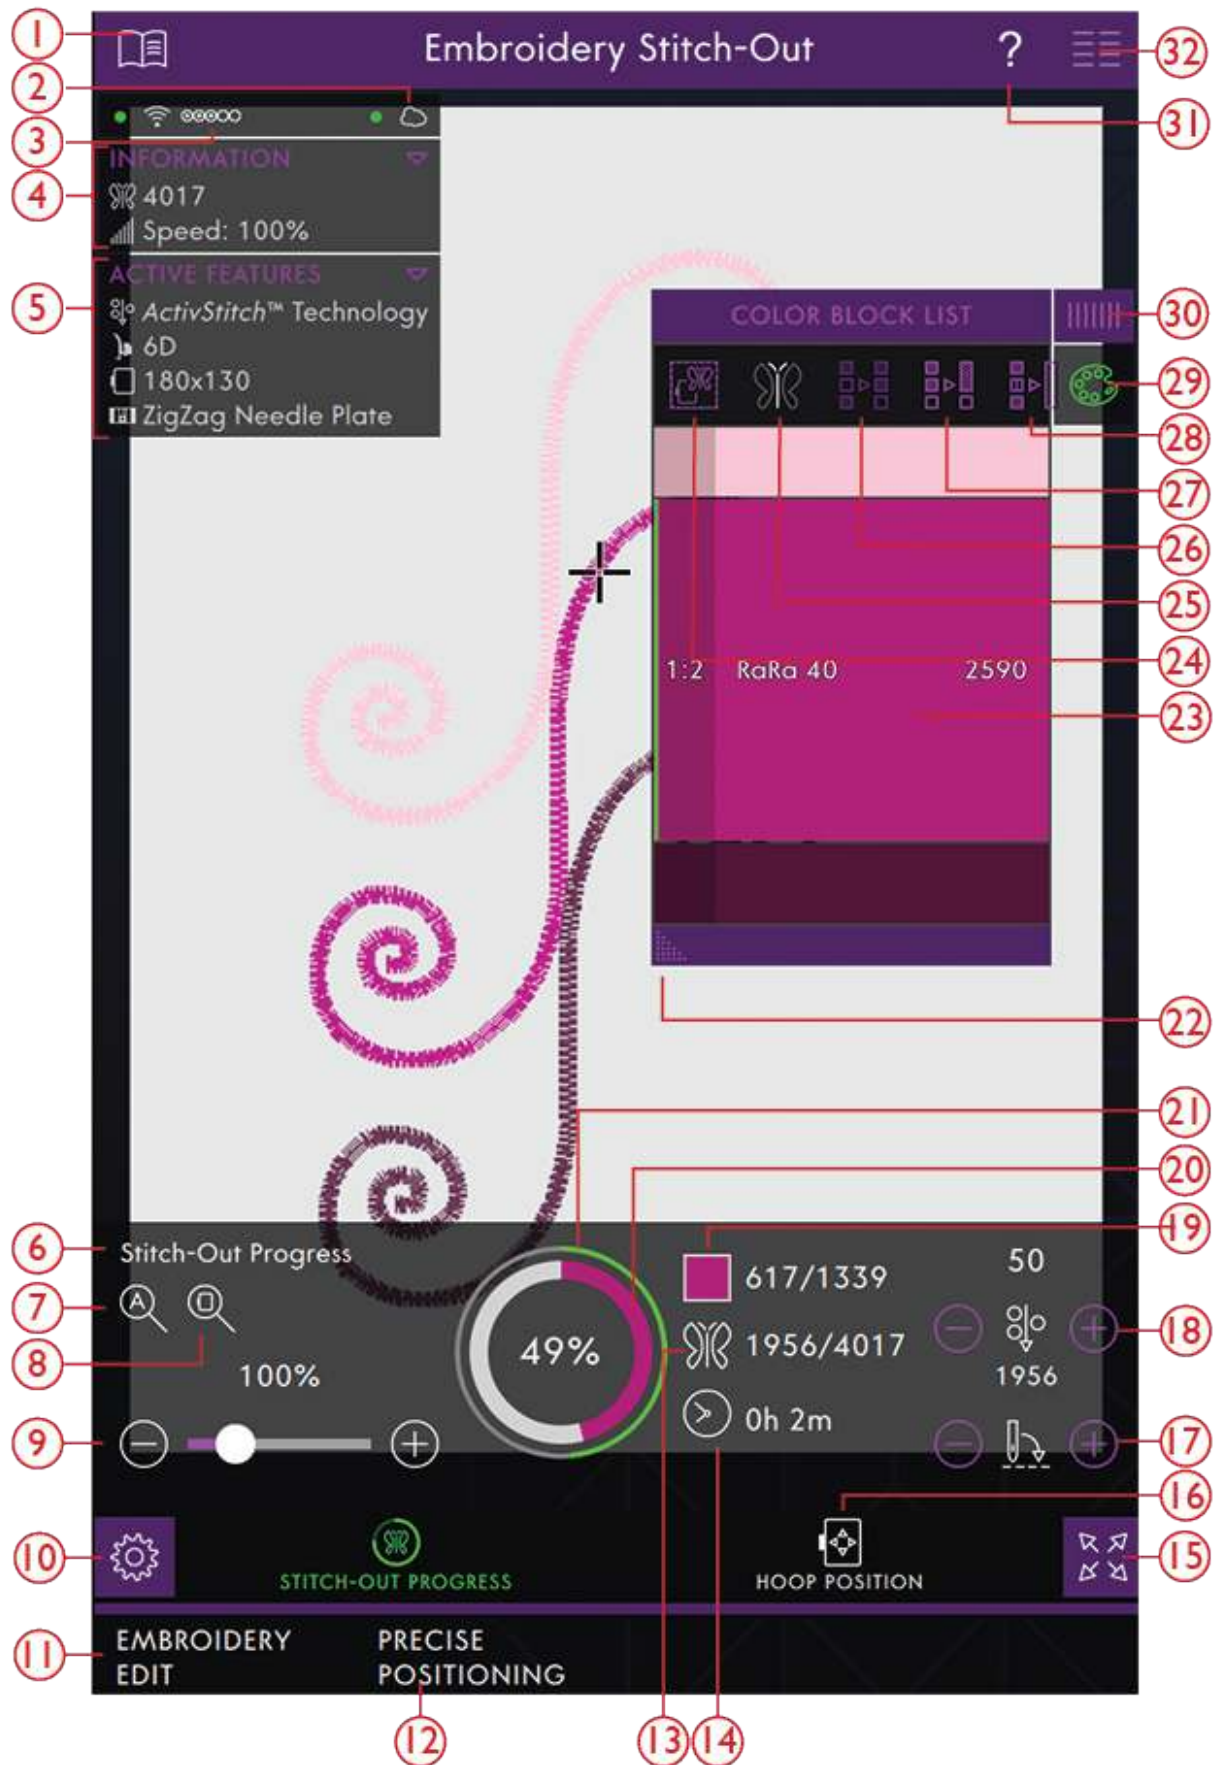 1
Embroidery Stitch-Out
?
32
2
31
3
4
INFORMATION
4017
Speed: 100%
5
ACTIVE FEATURES
ActivStitch™ Technology
6D
180x130
ZigZag Needle Plate
COLOR BLOCK LIST
30
29
28
27
26
25
24
1:2 RaRa 40 2590
23
22
21
20
19
6
Stitch-Out Progress
617/1339
50
7
A
49%
1956/4017
18
8
100%
1956
9
0h 2m
17
16
10
STITCH-OUT PROGRESS
HOOP POSITION
15
11
EMBROIDERY
EDIT
PRECISE
POSITIONING
12
13
14